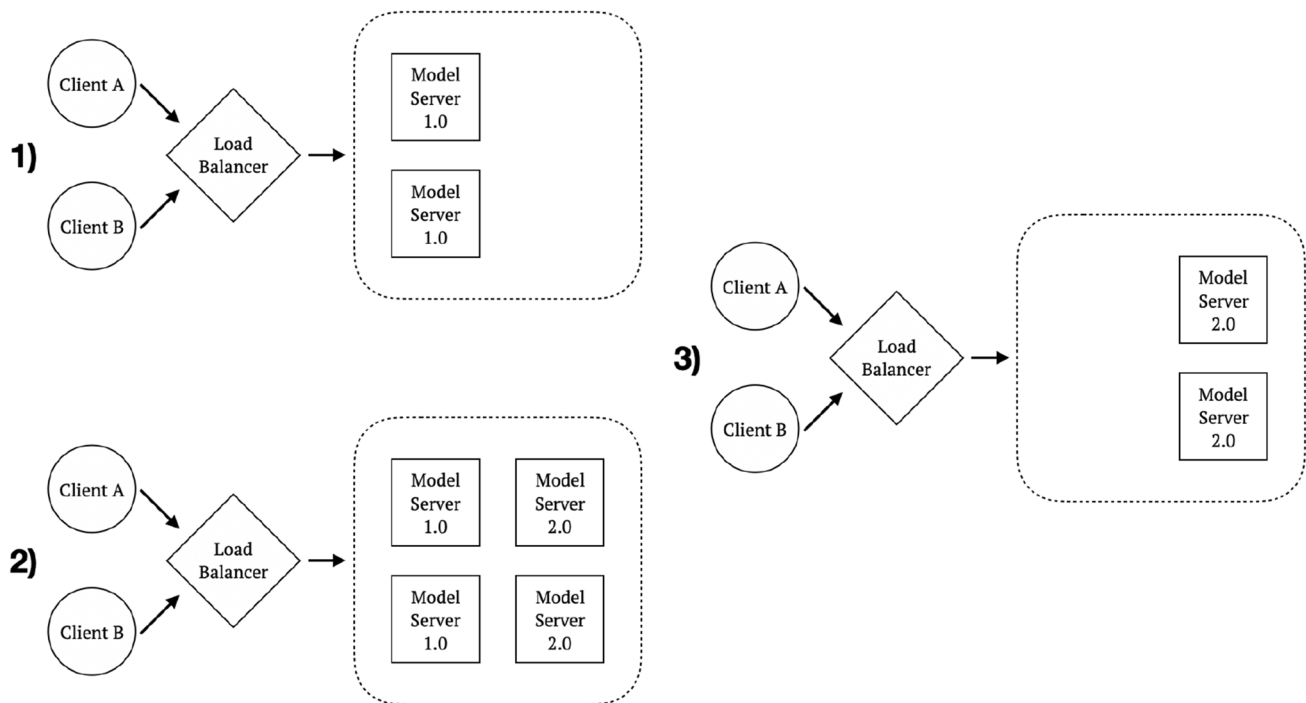 1)
Client A
Client B
Load
Balancer
Model
Server
1.0
Model
Server
1.0
2)
Client A
Client B
Load
Balancer
Model
Server
1.0
Model
Server
2.0
Model
Server
1.0
Model
Server
2.0
3)
Client A
Client B
Load
Balancer
Model
Server
2.0
Model
Server
2.0